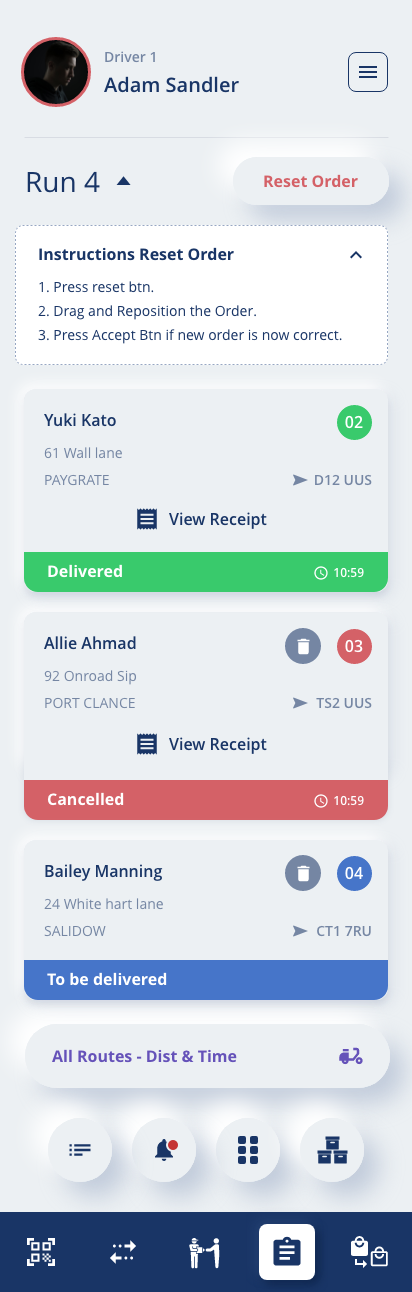 Driver 1
Adam Sandler
Run 4
Reset Order
Instructions Reset Order
1. Press reset btn.
2. Drag and Reposition the Order.
3. Press Accept Btn if new order is now correct.
Yuki Kato
02
61 Wall lane
PAYGRATE
D12 UUS
View Receipt
Delivered
10:59
Allie Ahmad
03
92 Onroad Sip
PORT CLANCE
TS2 UUS
View Receipt
Cancelled
10:59
Bailey Manning
04
24 White hart lane
SALIDOW
CT1 7RU
To be delivered
All Routes - Dist & Time